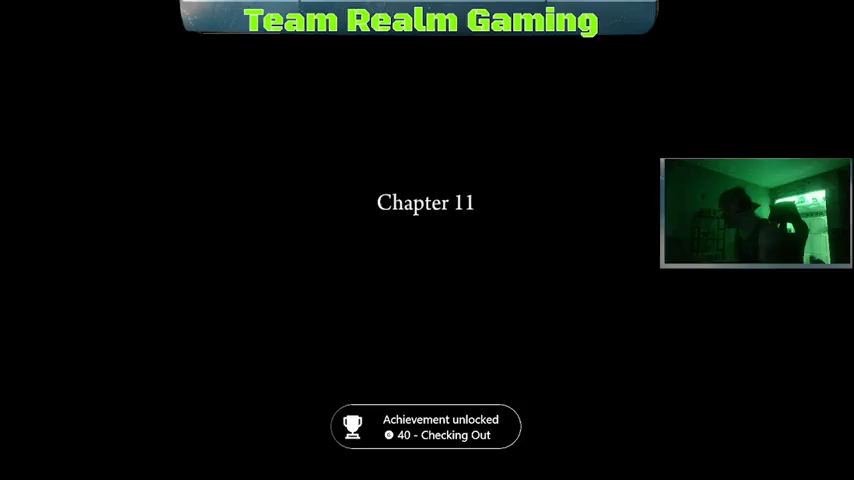 Team Realm Gaming
Chapter 11
Achievement unlocked
G 40 - Checking Out